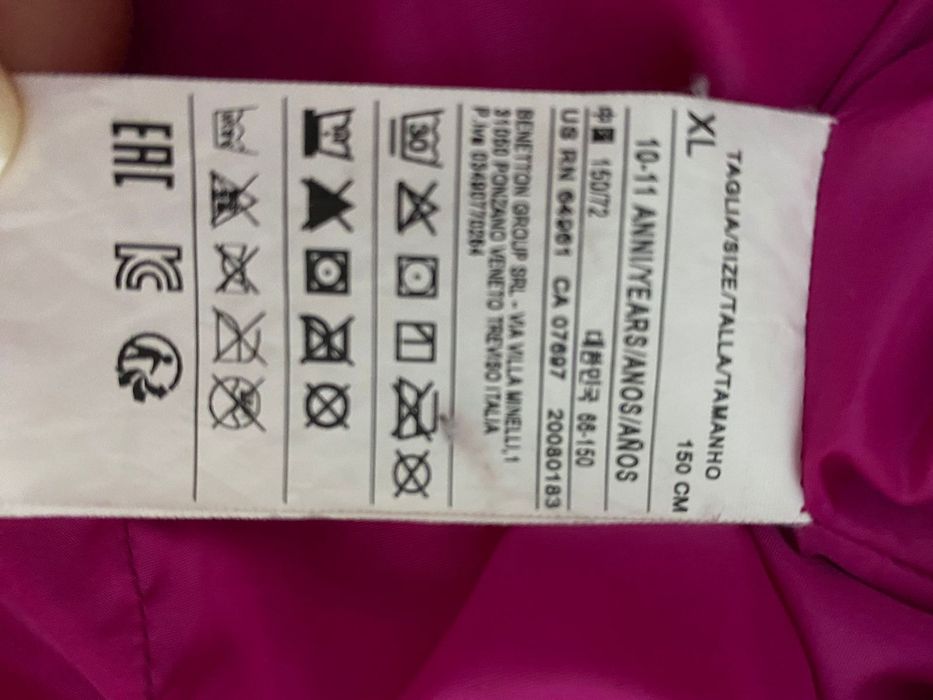 TAGLIA/SIZE/TALLA/TAMANHO
XL 150 CM
10-11 ANNI/YEARS/ANOS/AÑOS
中国 150/72 대한민국 66-150
US RN 64961 CA 07697 20080183
BENETTON GROUP SRL - VIA VILLA MINELLI, 1
31050 PONZANO VENETO TREVISO ITALIA
P.Iva
30
EAC